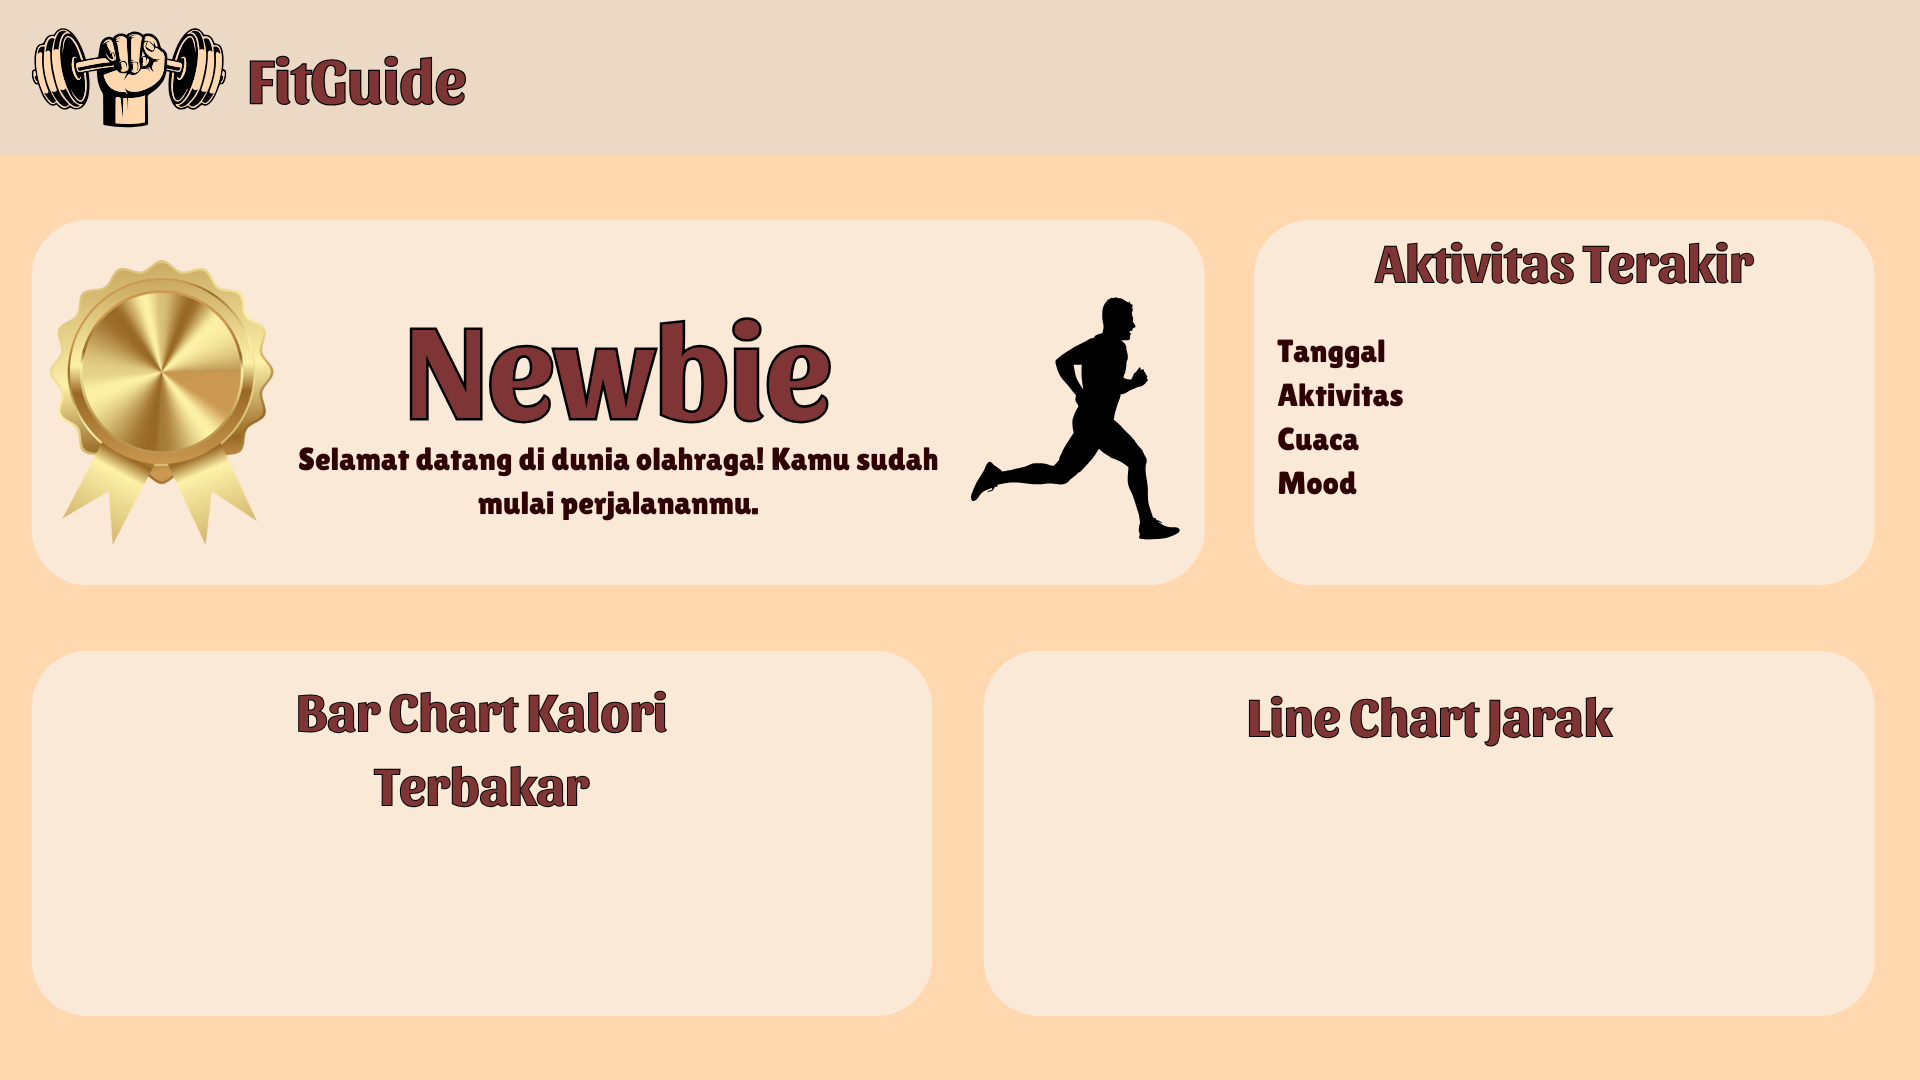 FitGuide
Newbie
Selamat datang di dunia olahraga! Kamu sudah
mulai perjalananmu.
Aktivitas Terakir
Tanggal
Aktivitas
Cuaca
Mood
Bar Chart Kalori
Terbakar
Line Chart Jarak